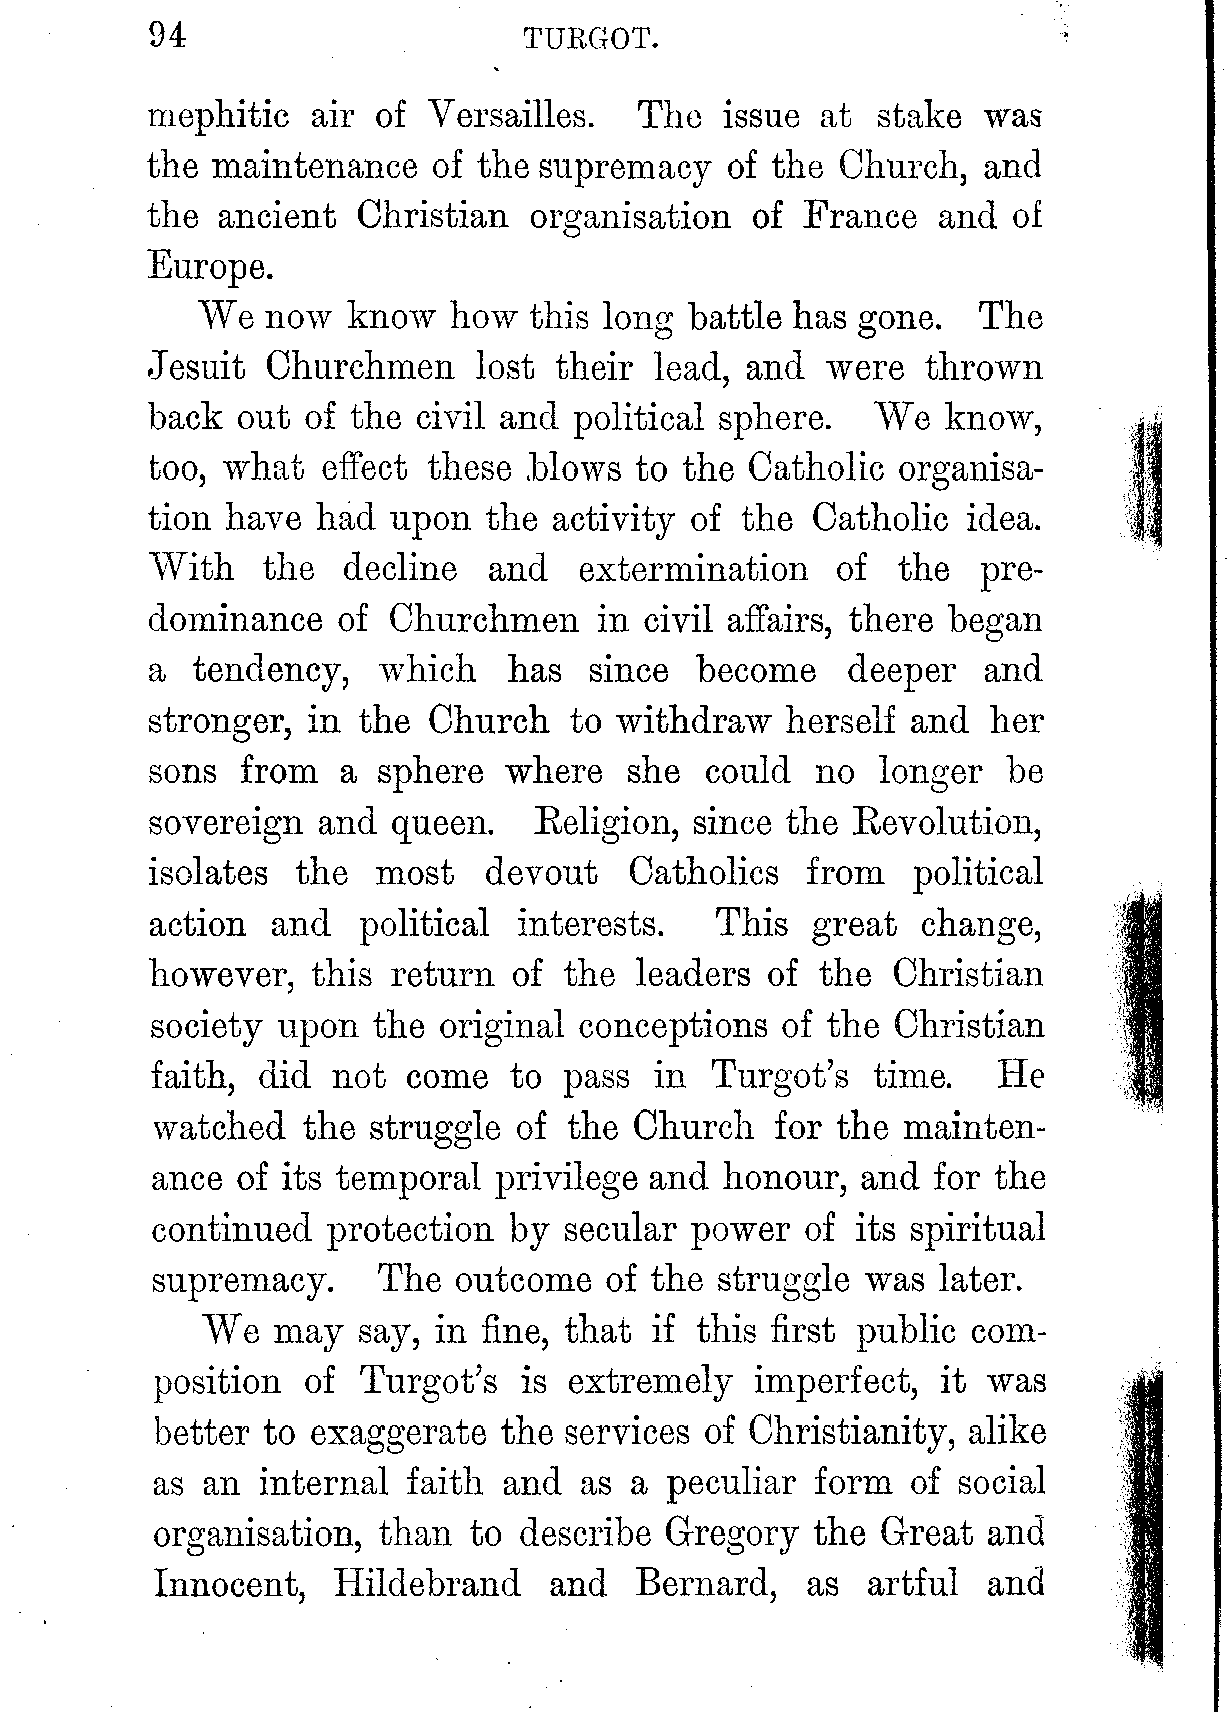 94 TURGOT.
mephitic air of Versailles. The issue at stake was
the maintenance of the supremacy of the Church, and
the ancient Christian organisation of France and of
Europe.
We now know how this long battle has gone. The
Jesuit Churchmen lost their lead, and were thrown
back out of the civil and political sphere. We know,
too, what effect these blows to the Catholic organisa-
tion have had upon the activity of the Catholic idea.
With the decline and extermination of the pre-
dominance of Churchmen in civil affairs, there began
a tendency, which has since become deeper and
stronger, in the Church to withdraw herself and her
sons from a sphere where she could no longer be
sovereign and queen. Religion, since the Revolution,
isolates the most devout Catholics from political
action and political interests. This great change,
however, this return of the leaders of the Christian
society upon the original conceptions of the Christian
faith, did not come to pass in Turgot's time. He
watched the struggle of the Church for the mainten-
ance of its temporal privilege and honour, and for the
continued protection by secular power of its spiritual
supremacy. The outcome of the struggle was later.
We may say, in fine, that if this first public com-
position of Turgot's is extremely imperfect, it was
better to exaggerate the services of Christianity, alike
as an internal faith and as a peculiar form of social
organisation, than to describe Gregory the Great and
Innocent, Hildebrand and Bernard, as artful and